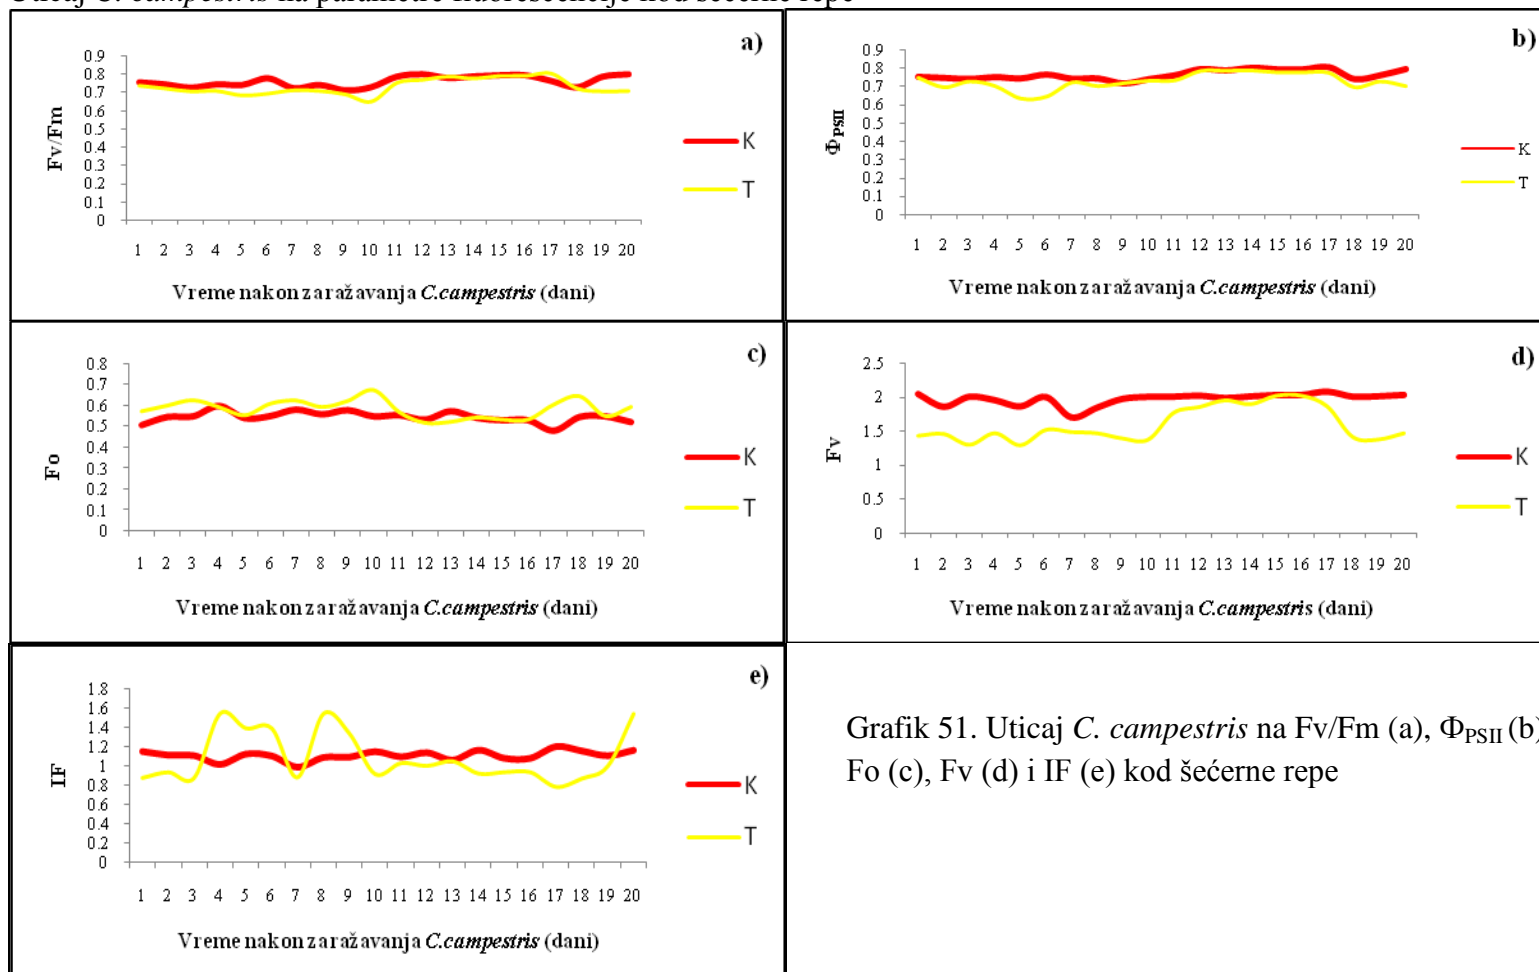 Uticaj C. campestris na parametre fluorescencije kod šećerne repe
a)
0.9
0.8
0.7
0.6
0.5
0.4
0.3
0.2
0.1
0
Fv/Fm
K
T
1 2 3 4 5 6 7 8 9 10 11 12 13 14 15 16 17 18 19 20
Vreme nakon zaražavanja C.campestris (dani)
b)
0.9
0.8
0.7
0.6
0.5
0.4
0.3
0.2
0.1
0
ΦPSII
K
T
1 2 3 4 5 6 7 8 9 10 11 12 13 14 15 16 17 18 19 20
Vreme nakon zaražavanja C.campestris (dani)
c)
0.8
0.7
0.6
0.5
0.4
0.3
0.2
0.1
0
Fo
K
T
1 2 3 4 5 6 7 8 9 10 11 12 13 14 15 16 17 18 19 20
Vreme nakon zaražavanja C.campestris (dani)
d)
2.5
2
1.5
1
0.5
0
Fv
K
T
1 2 3 4 5 6 7 8 9 10 11 12 13 14 15 16 17 18 19 20
Vreme nakon zaražavanja C.campestris (dani)
e)
1.8
1.6
1.4
1.2
1
0.8
0.6
0.4
0.2
0
IF
K
T
1 2 3 4 5 6 7 8 9 10 11 12 13 14 15 16 17 18 19 20
Vreme nakon zaražavanja C.campestris (dani)
Grafik 51. Uticaj C. campestris na Fv/Fm (a), ΦPSII (b)
Fo (c), Fv (d) i IF (e) kod šećerne repe